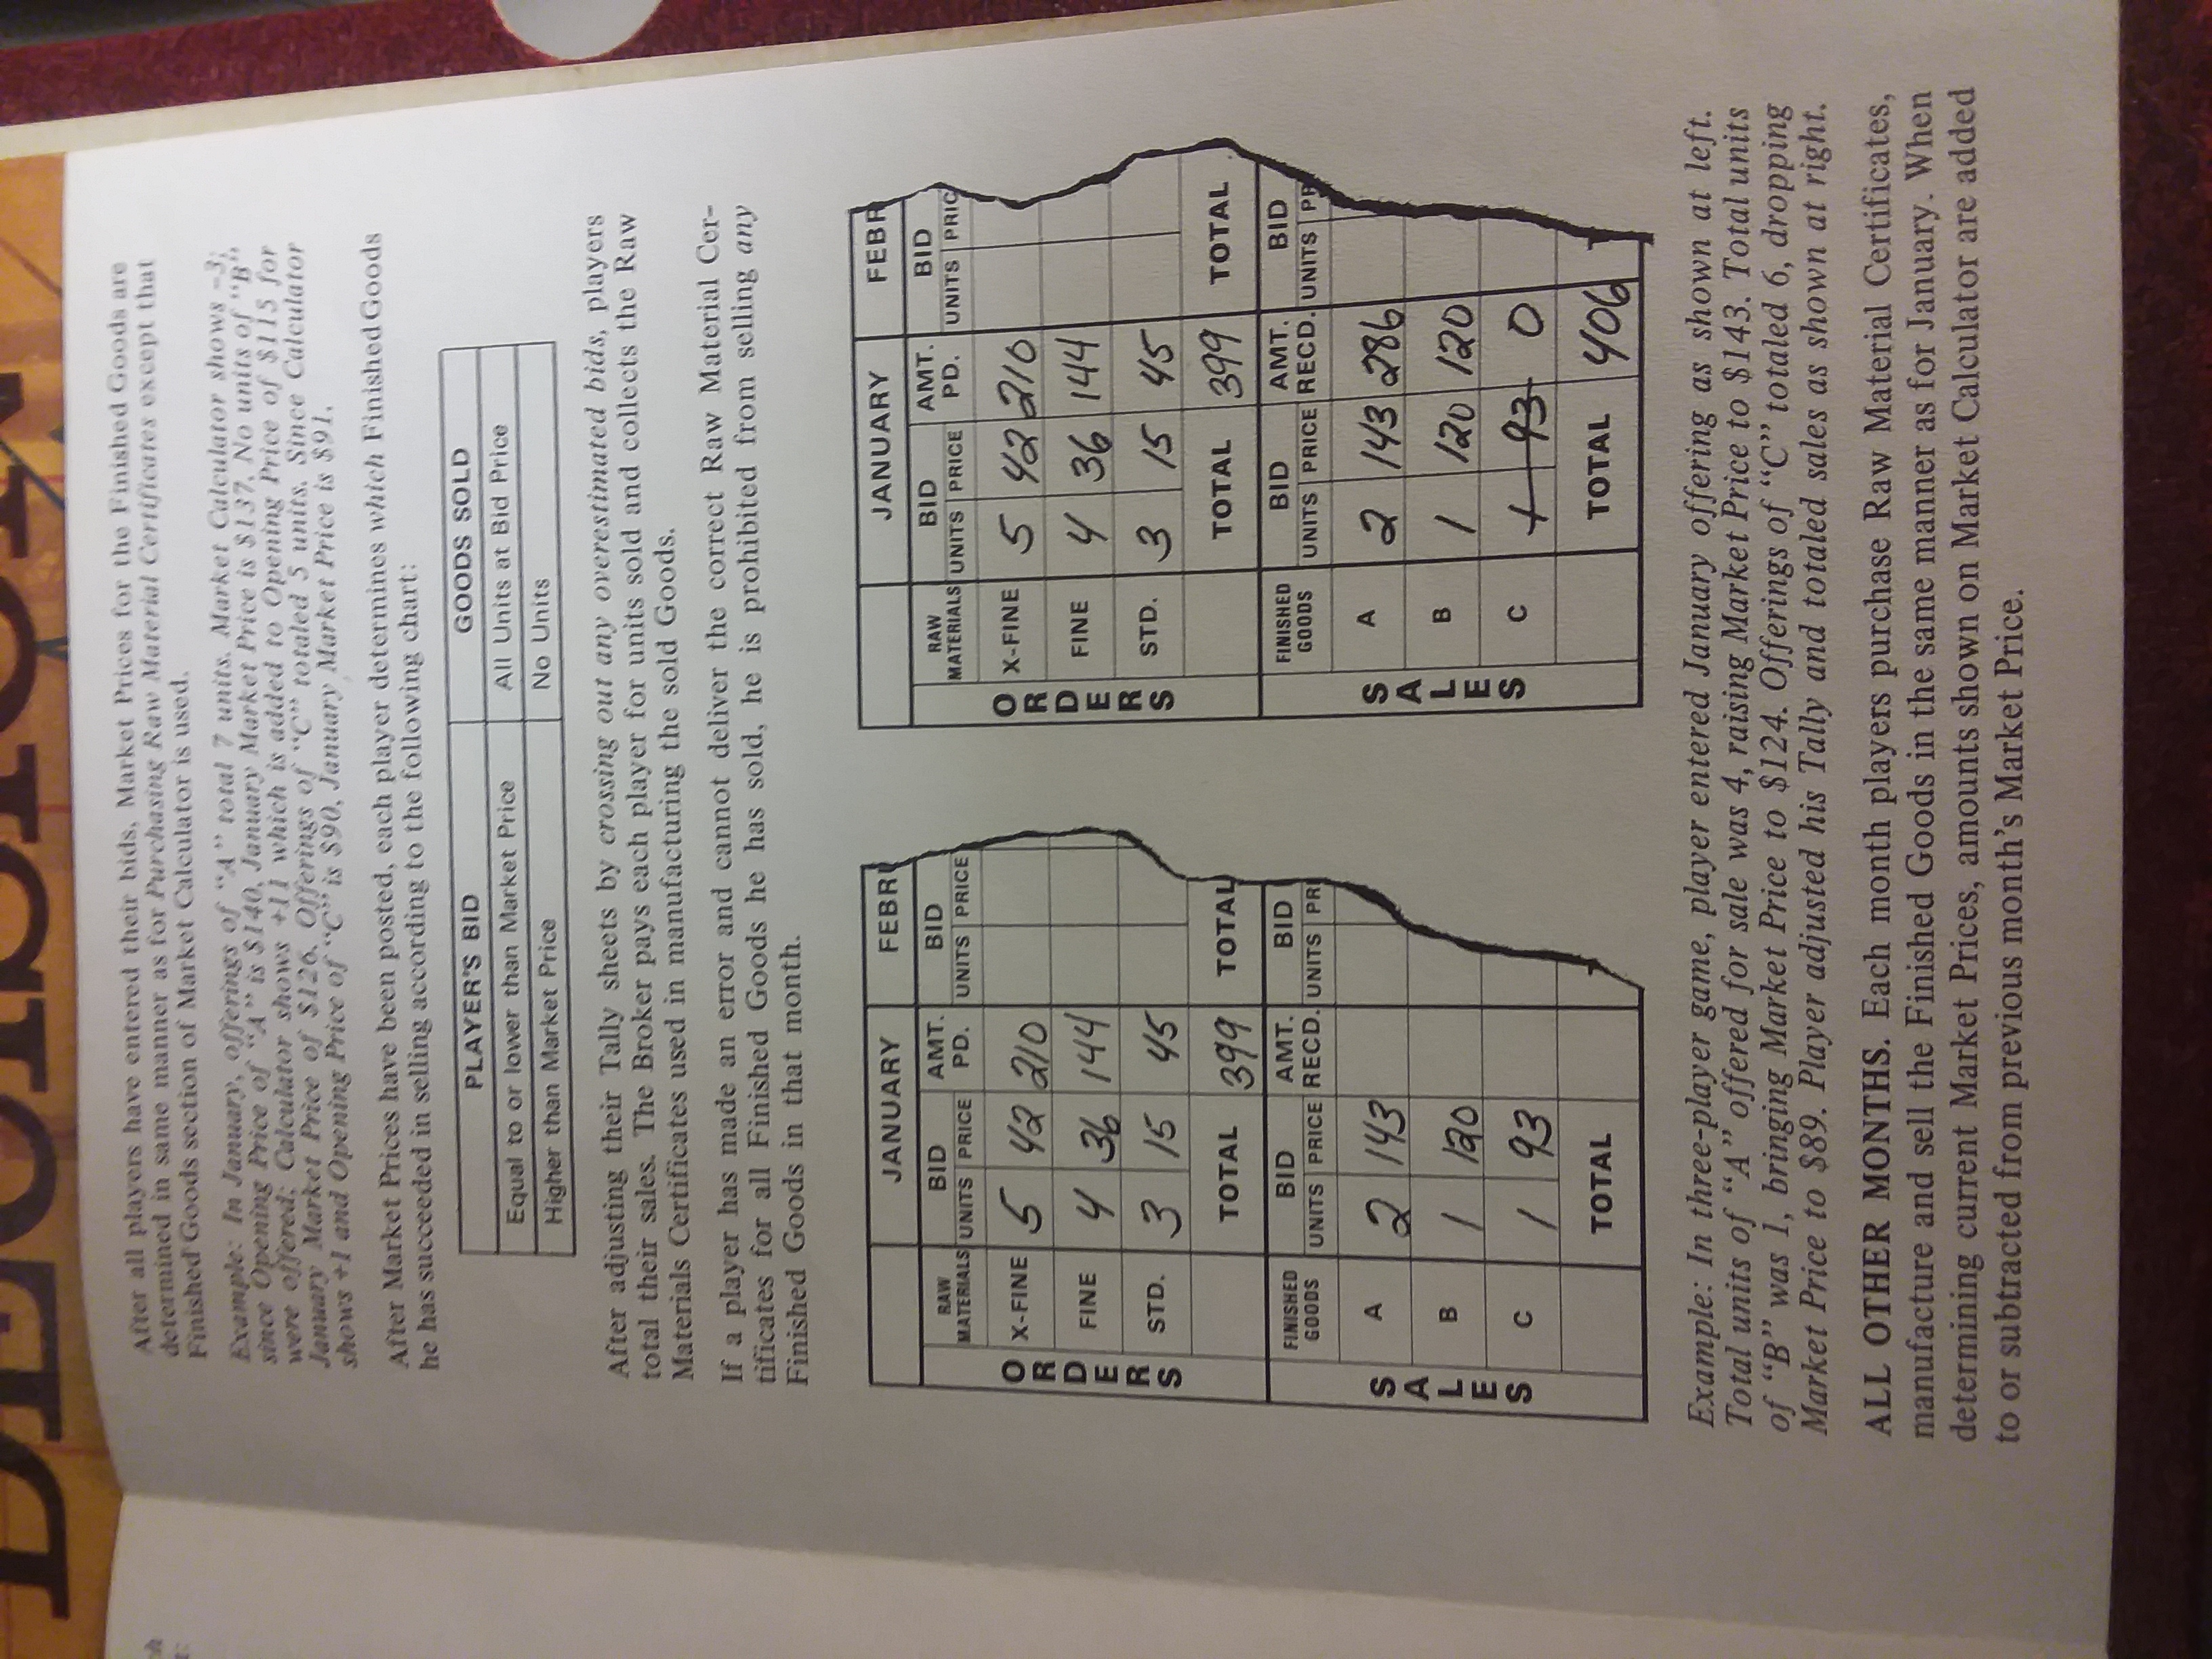 DECISION
After all players have entered their bids, Market Prices for the Finished Goods are
determined in same manner as for Purchasing Raw Material Certificates except that
Finished Goods section of Market Calculator is used.
Example: In January, offerings of "A" total 7 units. Market Calculator shows -3;
since Opening Price of "A" is $140, January Market Price is $137. No units of "B"
were offered; Calculator shows +11 which is added to Opening Price of $115 for
January Market Price of $126. Offerings of "C" totaled 5 units. Since Calculator
shows +1 and Opening Price of "C" is $90, January Market Price is $91.
After Market Prices have been posted, each player determines which Finished Goods
he has succeeded in selling according to the following chart:
PLAYER'S BID GOODS SOLD
Equal to or lower than Market Price All Units at Bid Price
Higher than Market Price No Units
After adjusting their Tally sheets by crossing out any overestimated bids, players
total their sales. The Broker pays each player for units sold and collects the Raw
Materials Certificates used in manufacturing the sold Goods.
If a player has made an error and cannot deliver the correct Raw Material Cer-
tificates for all Finished Goods he has sold, he is prohibited from selling any
Finished Goods in that month.
JANUARY FEBRU
ORDERS
RAW MATERIALS BID AMT. PD. BID
UNITS PRICE UNITS PRICE
X-FINE 5 42 210
FINE 4 36 144
STD. 3 15 45
TOTAL 399 TOTAL
SALES
FINISHED GOODS BID AMT. RECD. BID
UNITS PRICE UNITS PRI
A 2 143
B 1 120
C 1 93
TOTAL
JANUARY FEBR
ORDERS
RAW MATERIALS BID AMT. PD. BID
UNITS PRICE UNITS PRIC
X-FINE 5 42 210
FINE 4 36 144
STD. 3 15 45
TOTAL 399 TOTAL
SALES
FINISHED GOODS BID AMT. RECD. BID
UNITS PRICE UNITS PR
A 2 143 286
B 1 120 120
C 1 93 0
TOTAL 406 T
Example: In three-player game, player entered January offering as shown at left.
Total units of "A" offered for sale was 4, raising Market Price to $143. Total units
of "B" was 1, bringing Market Price to $124. Offerings of "C" totaled 6, dropping
Market Price to $89. Player adjusted his Tally and totaled sales as shown at right.
ALL OTHER MONTHS. Each month players purchase Raw Material Certificates,
manufacture and sell the Finished Goods in the same manner as for January. When
determining current Market Prices, amounts shown on Market Calculator are added
to or subtracted from previous month's Market Price.